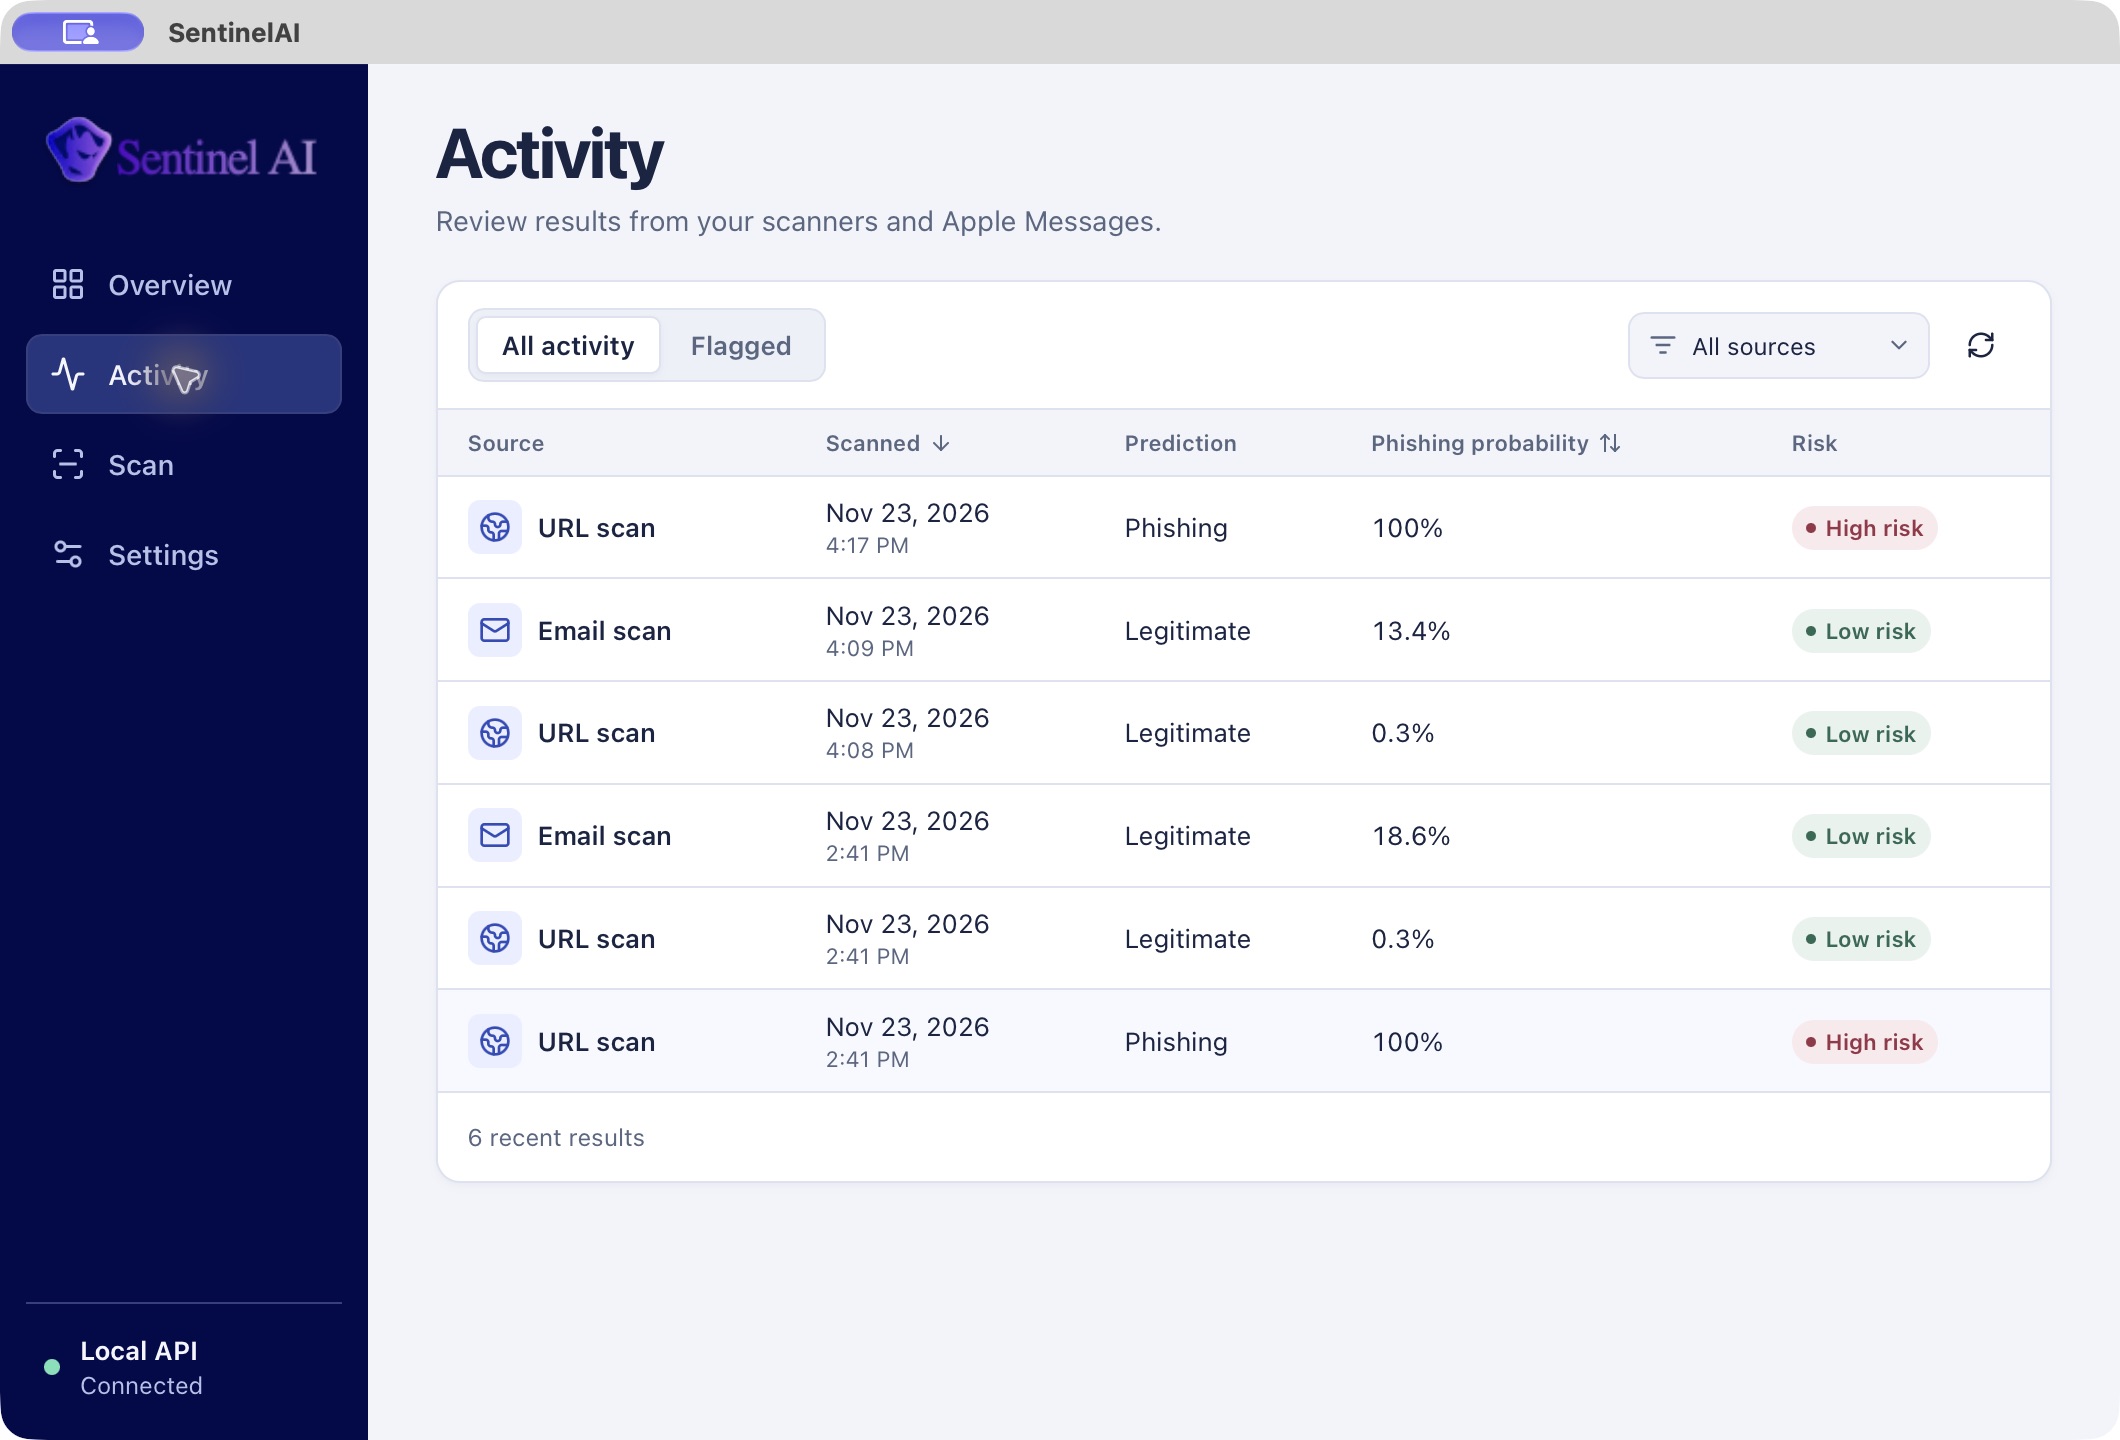 SentinelAI
Sentinel AI
Overview
Activity
Scan
Settings
Local API
Connected
Activity
Review results from your scanners and Apple Messages.
All activity
Flagged
All sources
Source Scanned Prediction Phishing probability Risk
URL scan Nov 23, 2026 Phishing 100% High risk
4:17 PM
Email scan Nov 23, 2026 Legitimate 13.4% Low risk
4:09 PM
URL scan Nov 23, 2026 Legitimate 0.3% Low risk
4:08 PM
Email scan Nov 23, 2026 Legitimate 18.6% Low risk
2:41 PM
URL scan Nov 23, 2026 Legitimate 0.3% Low risk
2:41 PM
URL scan Nov 23, 2026 Phishing 100% High risk
2:41 PM
6 recent results